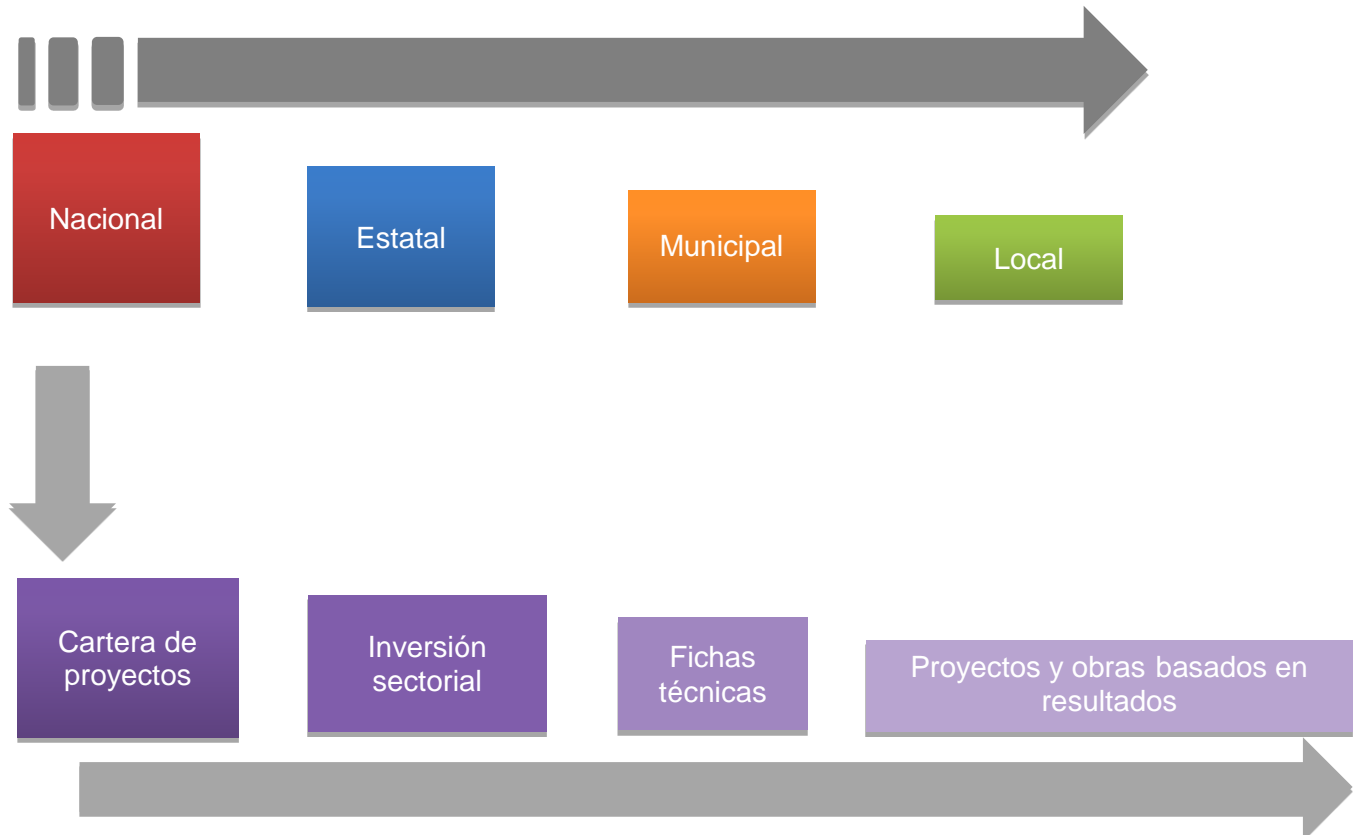 Nacional
Estatal
Municipal
Local
Cartera de
proyectos
Inversión
sectorial
Fichas
técnicas
Proyectos y obras basados en
resultados